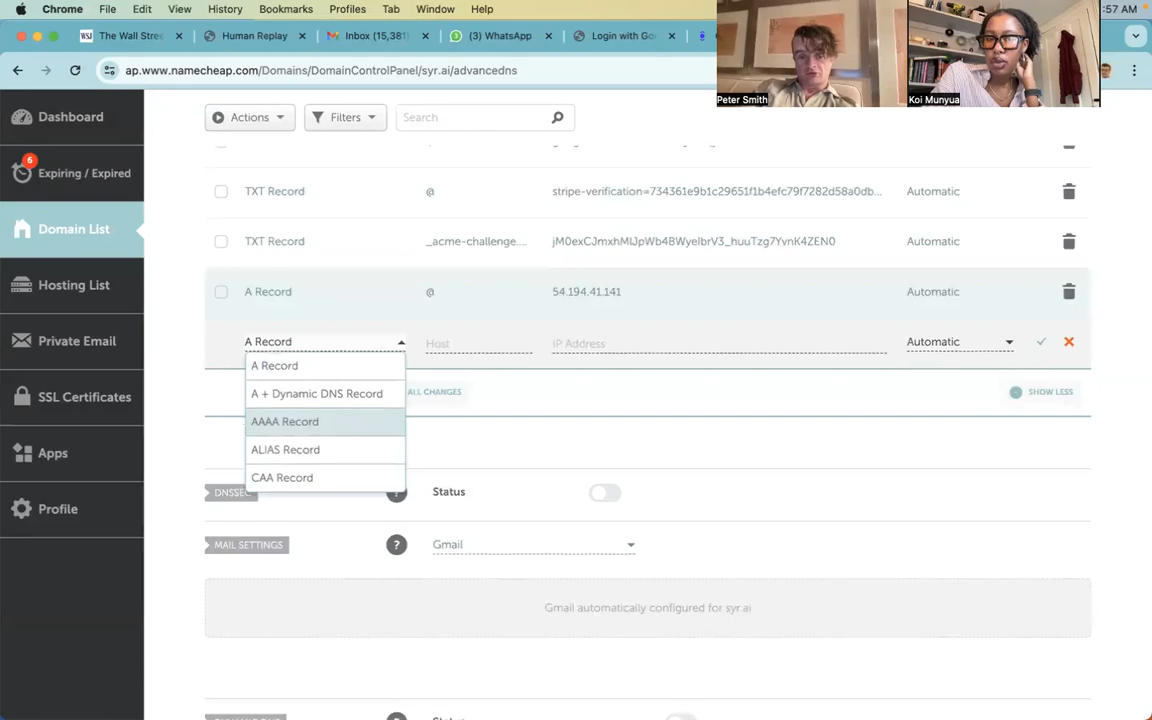 Chrome File Edit View History Bookmarks Profiles Tab Window Help :57 AM
WSJ The Wall Stree Human Replay Inbox (15,381) (3) WhatsApp Login with Go
ap.www.namecheap.com/Domains/DomainControlPanel/syr.ai/advancedns
Peter Smith Koi Munyua
Dashboard
6
Expiring / Expired
Domain List
Hosting List
Private Email
SSL Certificates
Apps
Profile
Actions Filters Search
TXT Record @ stripe-verification=734361e9b1c29651f1b4efc79f7282d58a0db... Automatic
TXT Record _acme-challenge.... jM0exCJmxhMlJpWb4BWyeIbrV3_huuTzg7YvnK4ZEN0 Automatic
A Record @ 54.194.41.141 Automatic
A Record Host IP Address Automatic
A Record
A + Dynamic DNS Record
AAAA Record
ALIAS Record
CAA Record
ALL CHANGES SHOW LESS
DNSSEC ? Status
MAIL SETTINGS ? Gmail
Gmail automatically configured for syr.ai